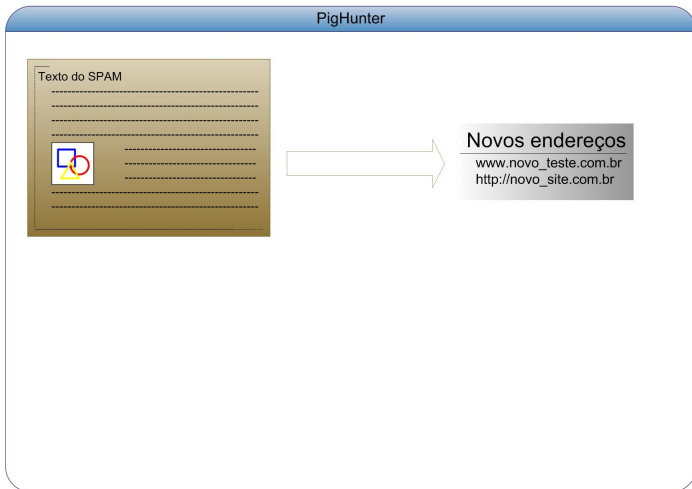 PigHunter
Texto do SPAM
Novos endereços
www.novo_teste.com.br
http://novo_site.com.br